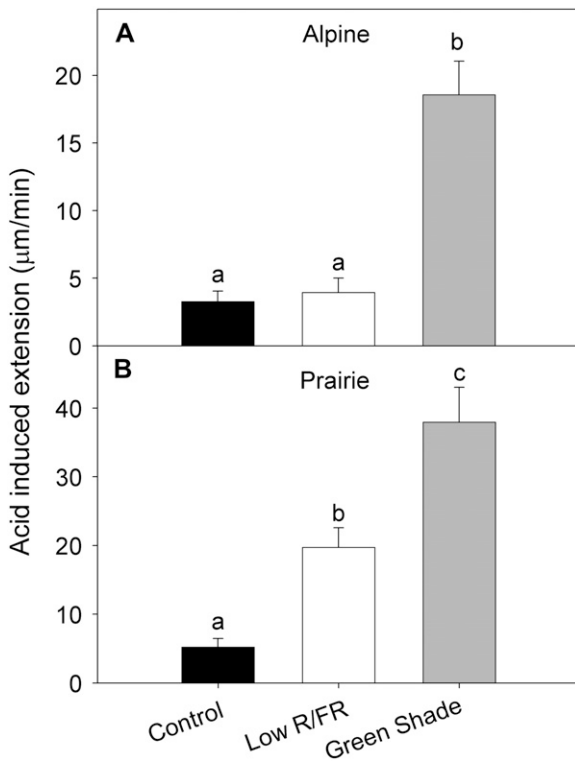 A
Alpine
b
20
15
10
5
0
a
a
B
Prairie
c
40
30
20
10
0
b
a
Acid induced extension (µm/min)
Control
Low R/FR
Green Shade